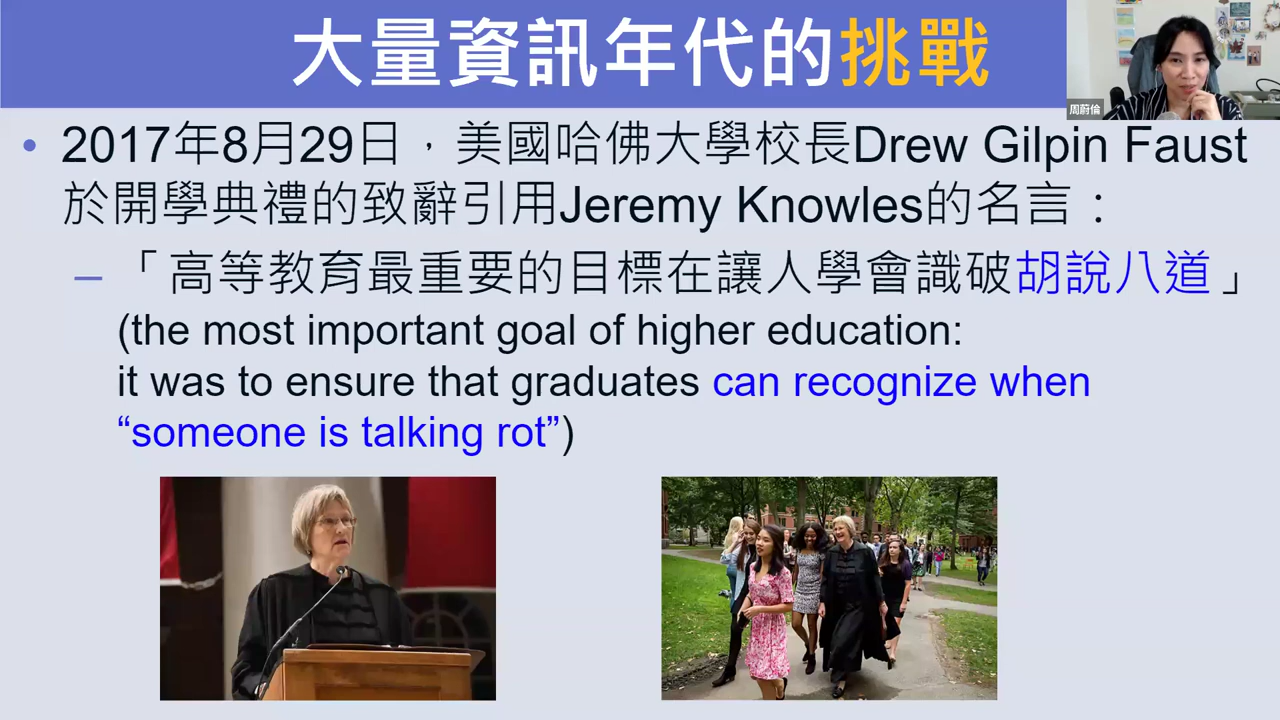 大量資訊年代的挑戰
周蔚倫
• 2017年8月29日，美國哈佛大學校長Drew Gilpin Faust
於開學典禮的致辭引用Jeremy Knowles的名言：
– 「高等教育最重要的目標在讓人學會識破胡說八道」
(the most important goal of higher education:
it was to ensure that graduates can recognize when
“someone is talking rot”)